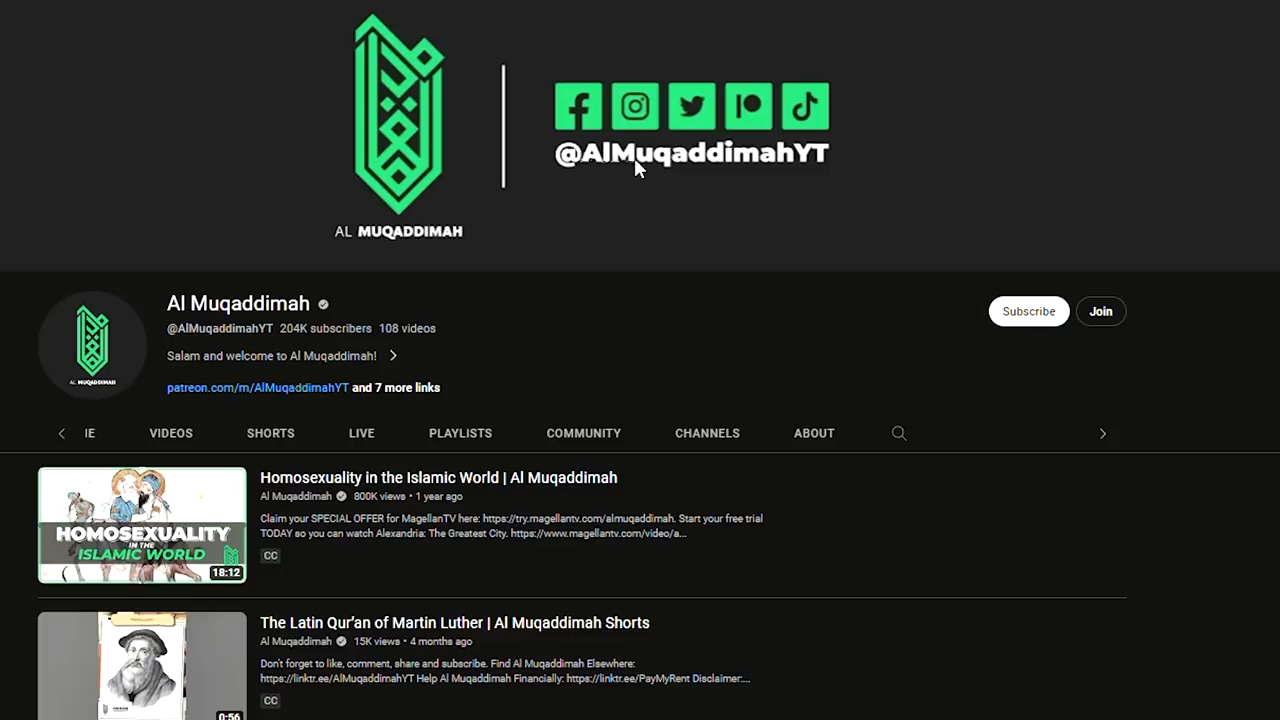 @AlMuqaddimahYT
AL MUQADDIMAH
Al Muqaddimah
@AlMuqaddimahYT 204K subscribers 108 videos
Salam and welcome to Al Muqaddimah!
patreon.com/m/AlMuqaddimahYT and 7 more links
Subscribe
Join
AL MUQADDIMAH
IE
VIDEOS
SHORTS
LIVE
PLAYLISTS
COMMUNITY
CHANNELS
ABOUT
HOMOSEXUALITY
IN THE
ISLAMIC WORLD
18:12
Homosexuality in the Islamic World | Al Muqaddimah
Al Muqaddimah 800K views • 1 year ago
Claim your SPECIAL OFFER for MagellanTV here: https://try.magellantv.com/almuqaddimah. Start your free trial
TODAY so you can watch Alexandria: The Greatest City. https://www.magellantv.com/video/a...
CC
0:56
The Latin Qur'an of Martin Luther | Al Muqaddimah Shorts
Al Muqaddimah 15K views • 4 months ago
Don't forget to like, comment, share and subscribe. Find Al Muqaddimah Elsewhere:
https://linktr.ee/AlMuqaddimahYT Help Al Muqaddimah Financially: https://linktr.ee/PayMyRent Disclaimer:...
CC